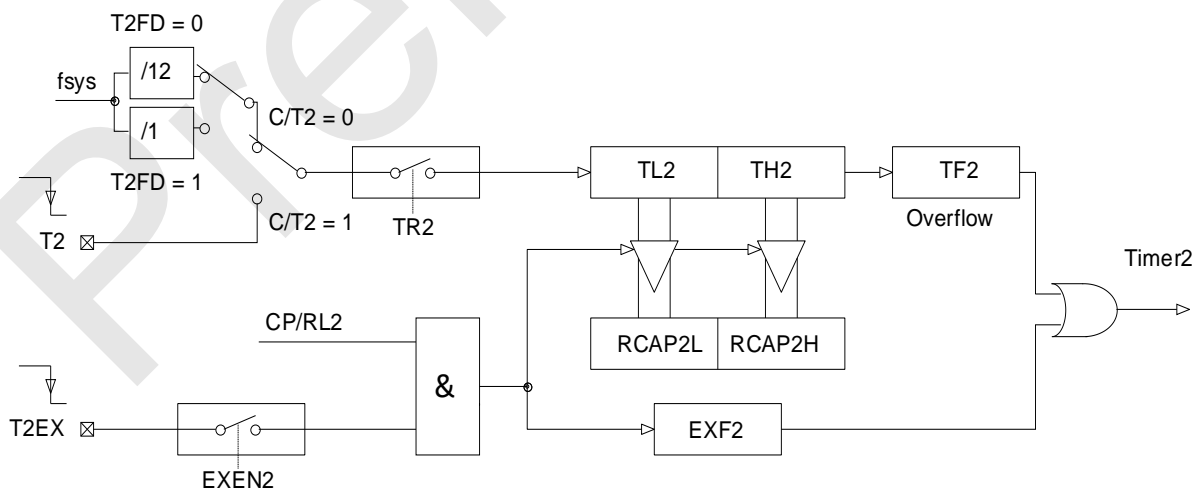 T2FD = 0
/12
fsys
C/T2 = 0
/1
T2FD = 1
TL2
TH2
TF2
C/T2 = 1
TR2
Overflow
T2
Timer2
CP/RL2
RCAP2L
RCAP2H
&
T2EX
EXF2
EXEN2
Pre